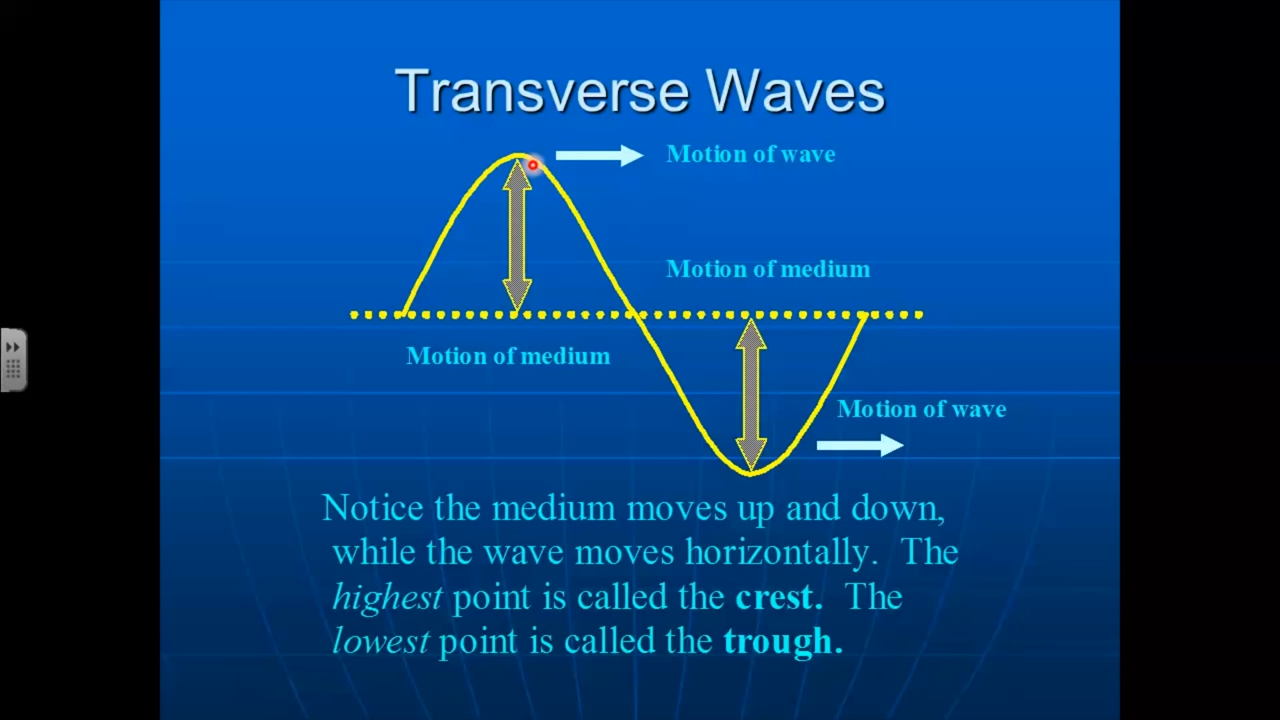 Transverse Waves
Motion of wave
Motion of medium
Motion of medium
Motion of wave
Notice the medium moves up and down,
while the wave moves horizontally. The
highest point is called the crest. The
lowest point is called the trough.